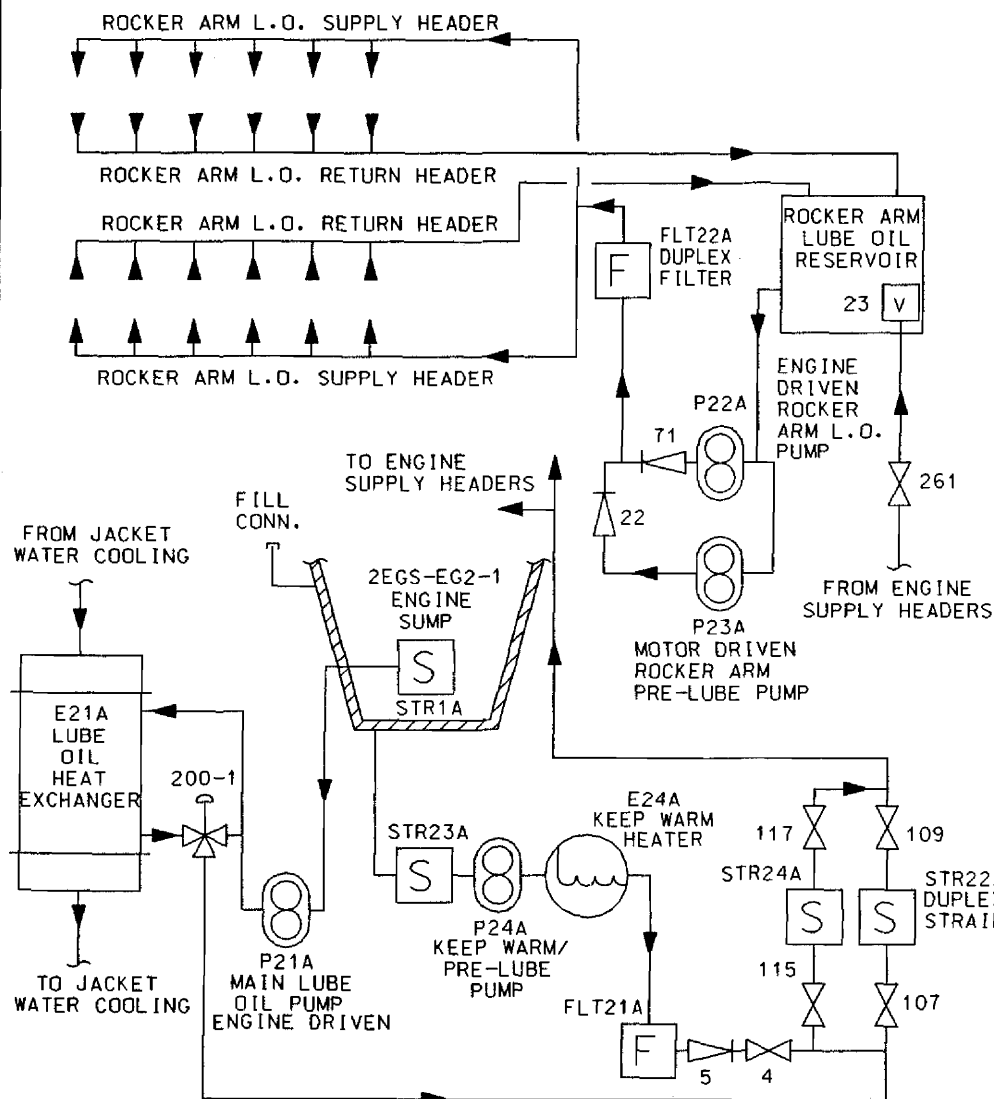 ROCKER ARM L.O. SUPPLY HEADER
ROCKER ARM L.O. RETURN HEADER
ROCKER ARM L.O. RETURN HEADER
ROCKER ARM L.O. SUPPLY HEADER
FLT22A
DUPLEX
FILTER
F
ROCKER ARM
LUBE OIL
RESERVOIR
23
V
ENGINE
DRIVEN
ROCKER
ARM L.O.
PUMP
P22A
71
22
261
FROM ENGINE
SUPPLY HEADERS
P23A
MOTOR DRIVEN
ROCKER ARM
PRE-LUBE PUMP
TO ENGINE
SUPPLY HEADERS
FILL
CONN.
FROM JACKET
WATER COOLING
2EGS-EG2-1
ENGINE
SUMP
S
STR1A
E21A
LUBE
OIL
HEAT
EXCHANGER
200-1
TO JACKET
WATER COOLING
P21A
MAIN LUBE
OIL PUMP
ENGINE DRIVEN
STR23A
S
P24A
KEEP WARM/
PRE-LUBE
PUMP
E24A
KEEP WARM
HEATER
FLT21A
F
5
4
117
109
STR24A
S
S
STR22
DUPLE
STRAI
115
107